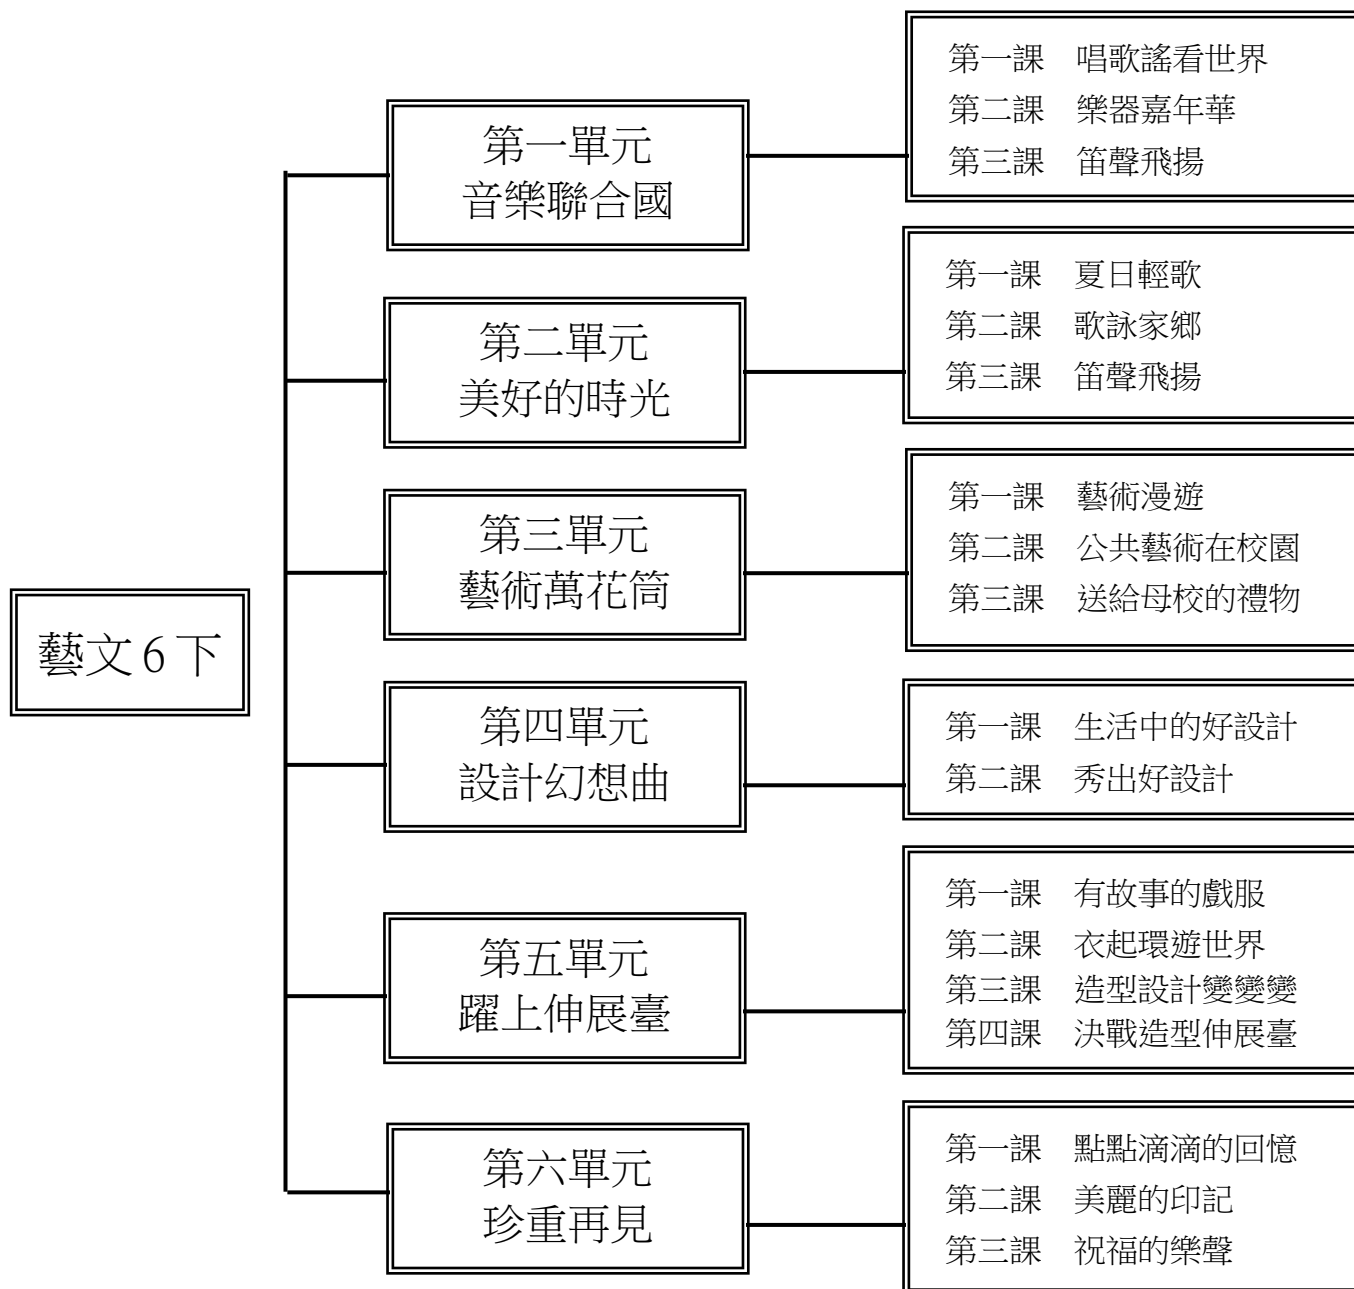 藝文6下
第一單元
音樂聯合國
第一課　唱歌謠看世界
第二課　樂器嘉年華
第三課　笛聲飛揚
第二單元
美好的時光
第一課　夏日輕歌
第二課　歌詠家鄉
第三課　笛聲飛揚
第三單元
藝術萬花筒
第一課　藝術漫遊
第二課　公共藝術在校園
第三課　送給母校的禮物
第四單元
設計幻想曲
第一課　生活中的好設計
第二課　秀出好設計
第五單元
躍上伸展臺
第一課　有故事的戲服
第二課　衣起環遊世界
第三課　造型設計變變變
第四課　決戰造型伸展臺
第六單元
珍重再見
第一課　點點滴滴的回憶
第二課　美麗的印記
第三課　祝福的樂聲